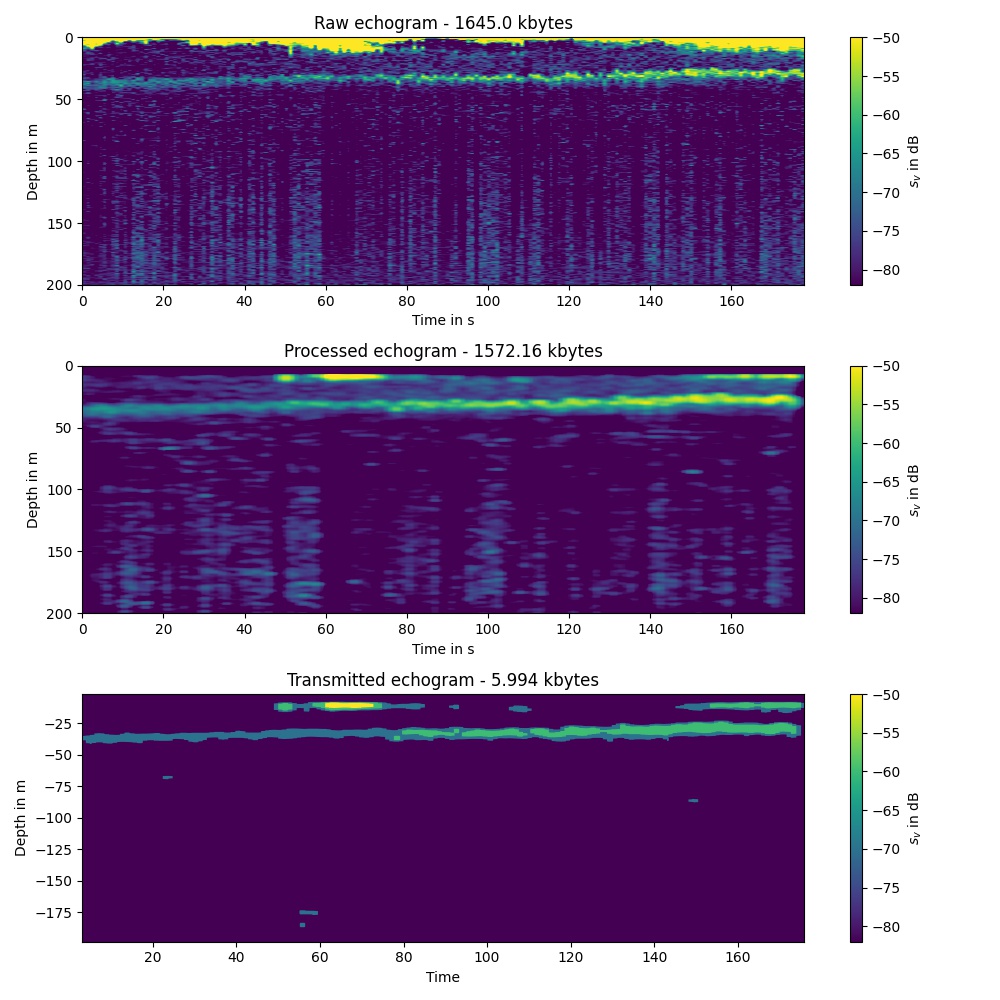 Raw echogram - 1645.0 kbytes
0
50
100
150
200
Depth in m
0 20 40 60 80 100 120 140 160
Time in s
−50
−55
−60
−65
−70
−75
−80
s_v in dB
Processed echogram - 1572.16 kbytes
0
50
100
150
200
Depth in m
0 20 40 60 80 100 120 140 160
Time in s
−50
−55
−60
−65
−70
−75
−80
s_v in dB
Transmitted echogram - 5.994 kbytes
−25
−50
−75
−100
−125
−150
−175
Depth in m
20 40 60 80 100 120 140 160
Time
−50
−55
−60
−65
−70
−75
−80
s_v in dB